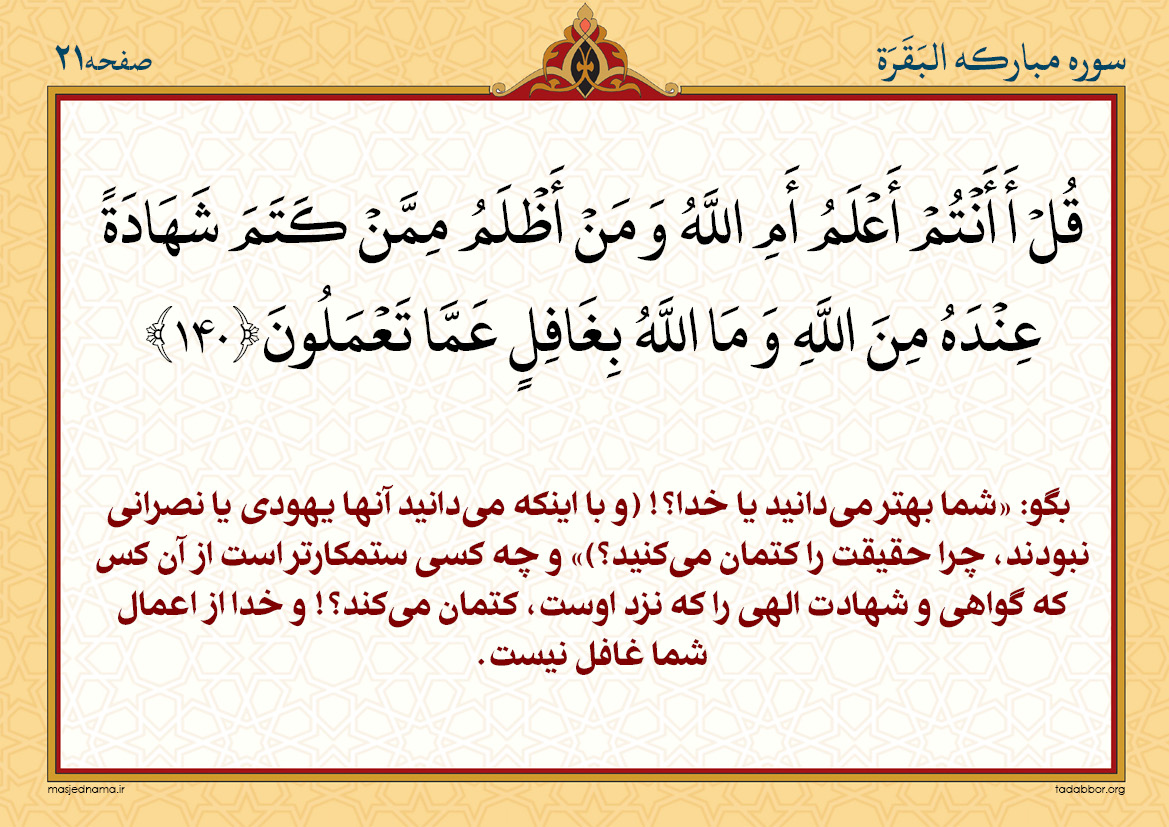 سوره مبارکه البَقَرَة
صفحه۲۱
قُلْ أَ أَنْتُمْ أَعْلَمُ أَمِ اللَّهُ وَ مَنْ أَظْلَمُ مِمَّنْ كَتَمَ شَهَادَةً
عِنْدَهُ مِنَ اللَّهِ وَ مَا اللَّهُ بِغَافِلٍ عَمَّا تَعْمَلُونَ﴿۱۴۰﴾
بگو: «شما بهتر می‌دانید یا خدا؟! (و با اینکه می‌دانید آنها یهودی یا نصرانی
نبودند، چرا حقیقت را کتمان می‌کنید؟)» و چه کسی ستمکارتر است از آن کس
که گواهی و شهادت الهی را که نزد اوست، کتمان می‌کند؟! و خدا از اعمال
شما غافل نیست.
masjednama.ir
tadabbor.org